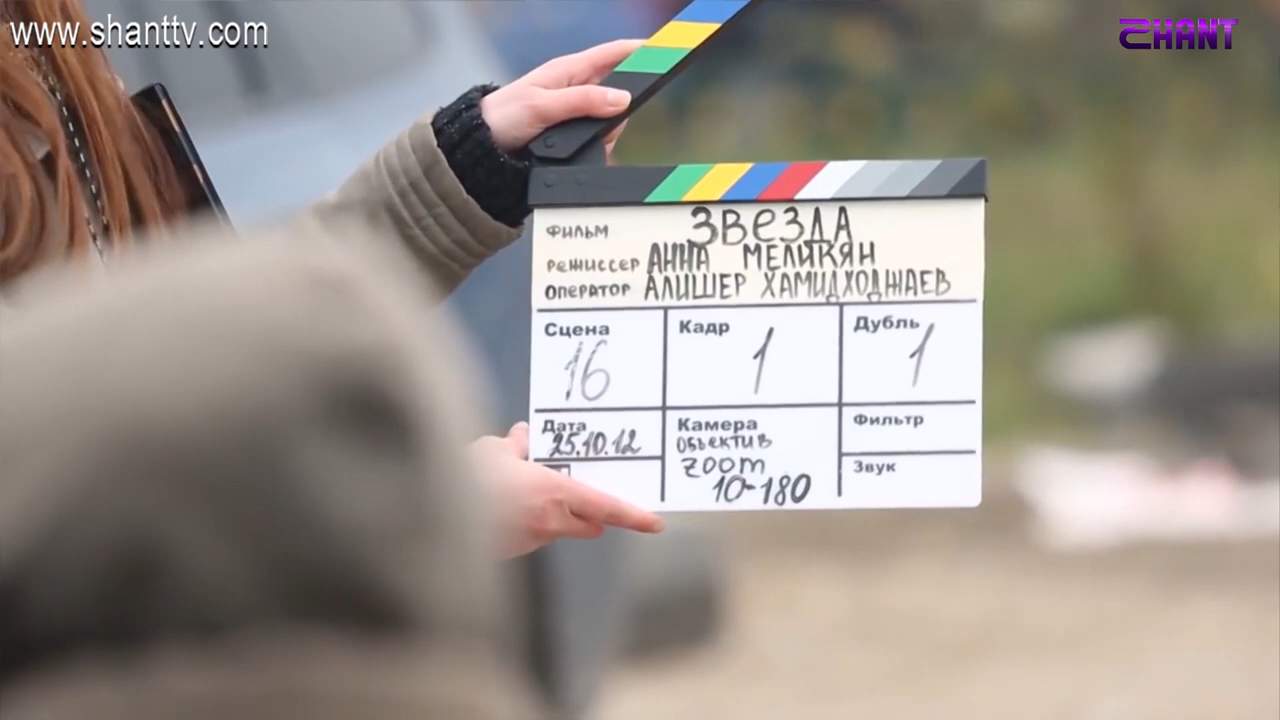 www.shanttv.com
SHANT
ФИЛЬМ ЗВЕЗДА
РЕЖИССЕР АННА МЕЛИКЯН
ОПЕРАТОР АЛИШЕР ХАМИДХОДЖАЕВ
Сцена Кадр Дубль
16 1 1
Дата Камера Фильтр
25.10.12 ОБЪЕКТИВ
ZOOM Звук
10-180